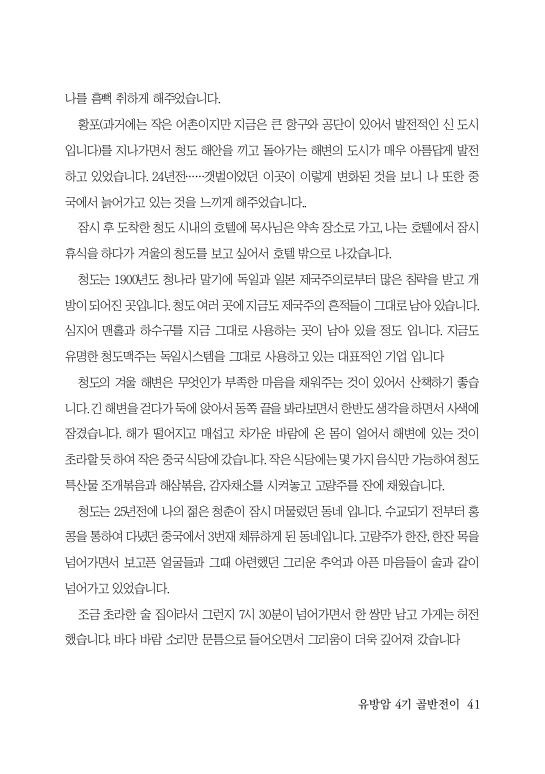 나를 흠뻑 취하게 해주었습니다.
황포(과거에는 작은 어촌이지만 지금은 큰 항구와 공단이 있어서 발전적인 신 도시
입니다)를 지나가면서 청도 해안을 끼고 돌아가는 해변의 도시가 매우 아름답게 발전
하고 있었습니다. 24년전……갯벌이었던 이곳이 이렇게 변화된 것을 보니 나 또한 중
국에서 늙어가고 있는 것을 느끼게 해주었습니다..
잠시 후 도착한 청도 시내의 호텔에 목사님은 약속 장소로 가고, 나는 호텔에서 잠시
휴식을 하다가 겨울의 청도를 보고 싶어서 호텔 밖으로 나갔습니다.
청도는 1900년도 청나라 말기에 독일과 일본 제국주의로부터 많은 침략을 받고 개
방이 되어진 곳입니다. 청도 여러 곳에 지금도 제국주의 흔적들이 그대로 남아 있습니다.
심지어 맨홀과 하수구를 지금 그대로 사용하는 곳이 남아 있을 정도 입니다. 지금도
유명한 청도맥주는 독일시스템을 그대로 사용하고 있는 대표적인 기업 입니다
청도의 겨울 해변은 무엇인가 부족한 마음을 채워주는 것이 있어서 산책하기 좋습
니다. 긴 해변을 걷다가 둑에 앉아서 동쪽 끝을 봐라보면서 한반도 생각을 하면서 사색에
잠겼습니다. 해가 떨어지고 매섭고 차가운 바람에 온 몸이 얼어서 해변에 있는 것이
초라할 듯 하여 작은 중국 식당에 갔습니다. 작은 식당에는 몇 가지 음식만 가능하여 청도
특산물 조개볶음과 해삼볶음, 감자채소를 시켜놓고 고량주를 잔에 채웠습니다.
청도는 25년전에 나의 젊은 청춘이 잠시 머물렀던 동네 입니다. 수교되기 전부터 홍
콩을 통하여 다녔던 중국에서 3번재 체류하게 된 동네입니다. 고량주가 한잔, 한잔 목을
넘어가면서 보고픈 얼굴들과 그때 아련했던 그리운 추억과 아픈 마음들이 술과 같이
넘어가고 있었습니다.
조금 초라한 술 집이라서 그런지 7시 30분이 넘어가면서 한 쌍만 남고 가게는 허전
했습니다. 바다 바람 소리만 문틈으로 들어오면서 그리움이 더욱 깊어져 갔습니다
유방암 4기 골반전이 41